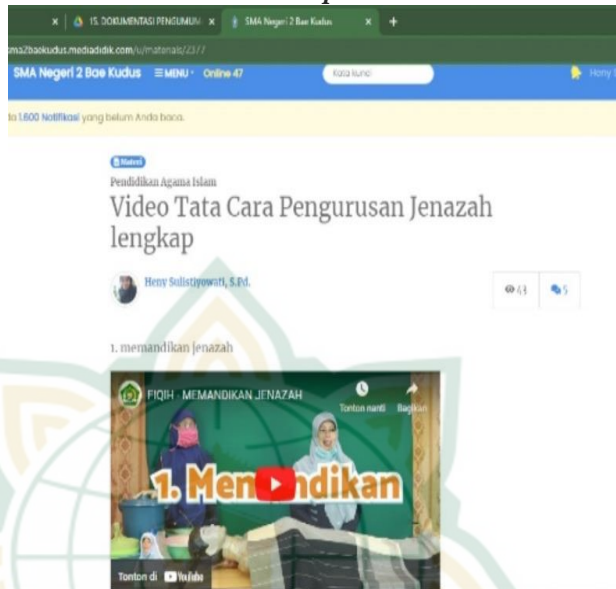 15. DOKUMENTASI PENGUMUM
SMA Negeri 2 Bae Kudus
sma2baekudus.mediadidik.com/u/materials/2377
SMA Negeri 2 Bae Kudus MENU Online 47 Kata kunci Heny
1.600 Notifikasi yang belum Anda baca.
Materi
Pendidikan Agama Islam
Video Tata Cara Pengurusan Jenazah
lengkap
Heny Sulistiyowati, S.Pd.
43 5
1. memandikan jenazah
FIQIH - MEMANDIKAN JENAZAH
Tonton nanti Bagikan
1. Memandikan
Tonton di YouTube